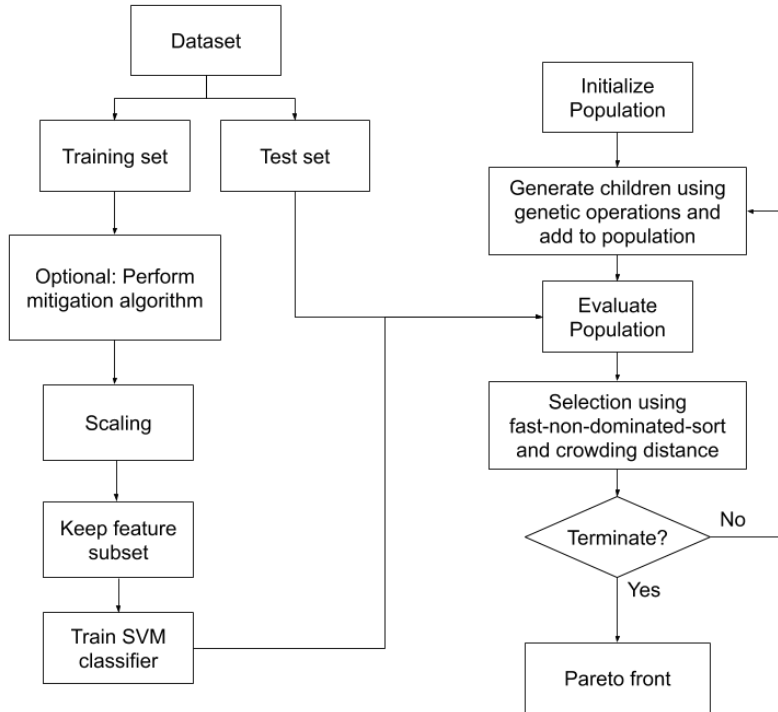 Dataset
Training set
Test set
Optional: Perform
mitigation algorithm
Scaling
Keep feature
subset
Train SVM
classifier
Initialize
Population
Generate children using
genetic operations and
add to population
Evaluate
Population
Selection using
fast-non-dominated-sort
and crowding distance
Terminate?
No
Yes
Pareto front